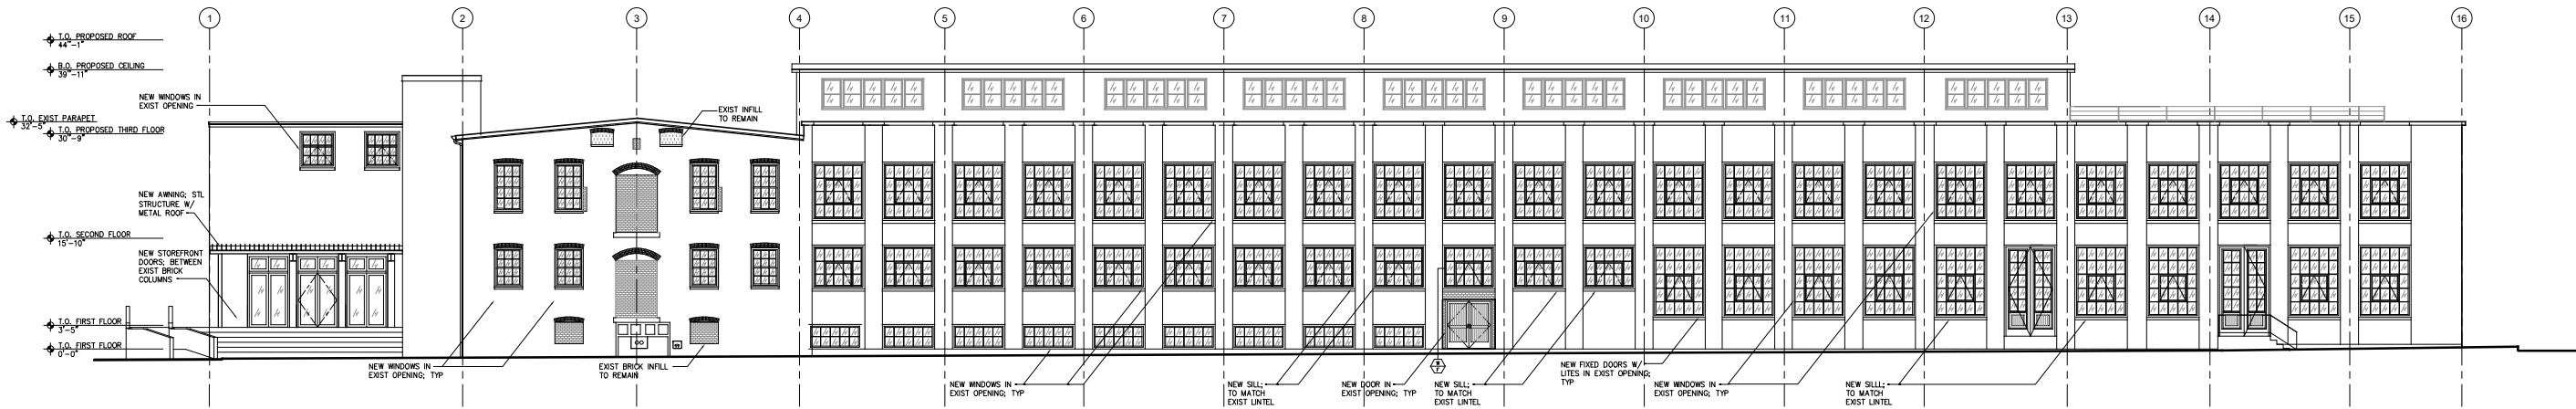 1 2 3 4 5 6 7 8 9 10 11 12 13 14 15 16
T.O. PROPOSED ROOF
44'-1"
B.O. PROPOSED CEILING
39'-11"
T.O. EXIST PARAPET
32'-5"
T.O. PROPOSED THIRD FLOOR
30'-9"
T.O. SECOND FLOOR
15'-10"
T.O. FIRST FLOOR
3'-5"
T.O. FIRST FLOOR
0'-0"
NEW WINDOWS IN
EXIST OPENING
NEW AWNING; STL
STRUCTURE W/
METAL ROOF
NEW STOREFRONT
DOORS; BETWEEN
EXIST BRICK
COLUMNS
EXIST INFILL
TO REMAIN
NEW WINDOWS IN
EXIST OPENING; TYP
EXIST BRICK INFILL
TO REMAIN
NEW WINDOWS IN
EXIST OPENING; TYP
NEW SILL;
TO MATCH
EXIST LINTEL
NEW DOOR IN
EXIST OPENING; TYP
NEW SILL;
TO MATCH
EXIST LINTEL
NEW FIXED DOORS W/
LITES IN EXIST OPENING;
TYP
NEW WINDOWS IN
EXIST OPENING; TYP
NEW SILLL;
TO MATCH
EXIST LINTEL